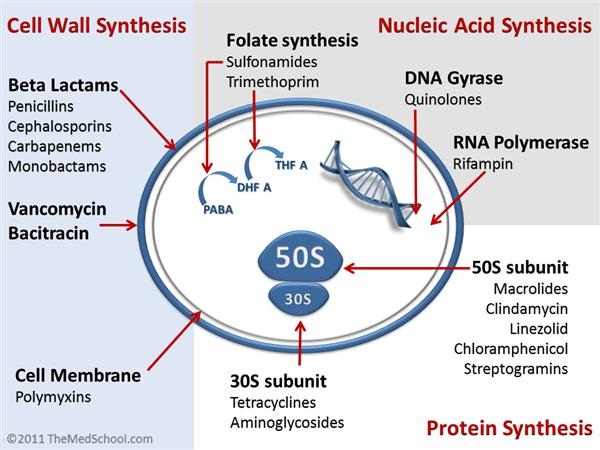 Cell Wall Synthesis
Nucleic Acid Synthesis
Folate synthesis
Sulfonamides
Trimethoprim
Beta Lactams
Penicillins
Cephalosporins
Carbapenems
Monobactams
DNA Gyrase
Quinolones
RNA Polymerase
Rifampin
THF A
DHF A
PABA
Vancomycin
Bacitracin
50S
30S
50S subunit
Macrolides
Clindamycin
Linezolid
Chloramphenicol
Streptogramins
Cell Membrane
Polymyxins
30S subunit
Tetracyclines
Aminoglycosides
Protein Synthesis
©2011 TheMedSchool.com